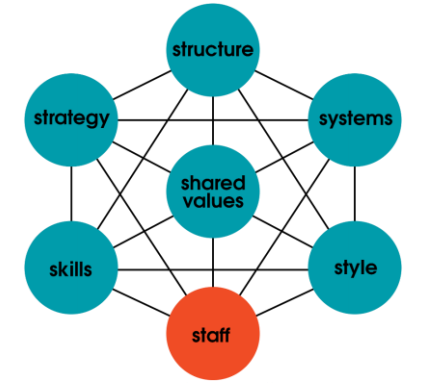 structure
strategy
systems
shared
values
skills
style
staff